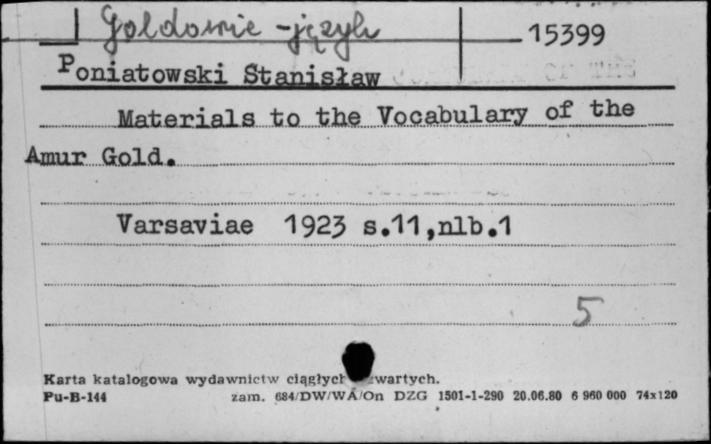 Goldowie - język 15399
Poniatowski Stanisław
Materials to the Vocabulary of the
Amur Gold.
Varsaviae 1923 s.11,nlb.1
5
Karta katalogowa wydawnictw ciągłych zwartych.
Pu-B-144 zam. 684/DW/WA/On DZG 1501-1-290 20.06.80 6 960 000 74x120